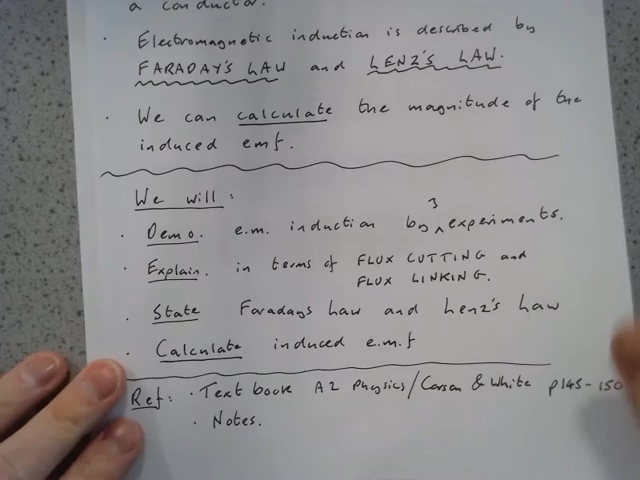 a conductor.
· Electromagnetic induction is described by
FARADAY'S LAW and LENZ'S LAW.
· We can calculate the magnitude of the
induced emf.
We will:
· Demo. e.m. induction by 3 experiments.
· Explain. in terms of FLUX CUTTING and
FLUX LINKING.
· State Faradays Law and Lenz's Law
· Calculate induced e.m.f
Ref: · Text book A2 Physics/Carson & White p145-150
· Notes.